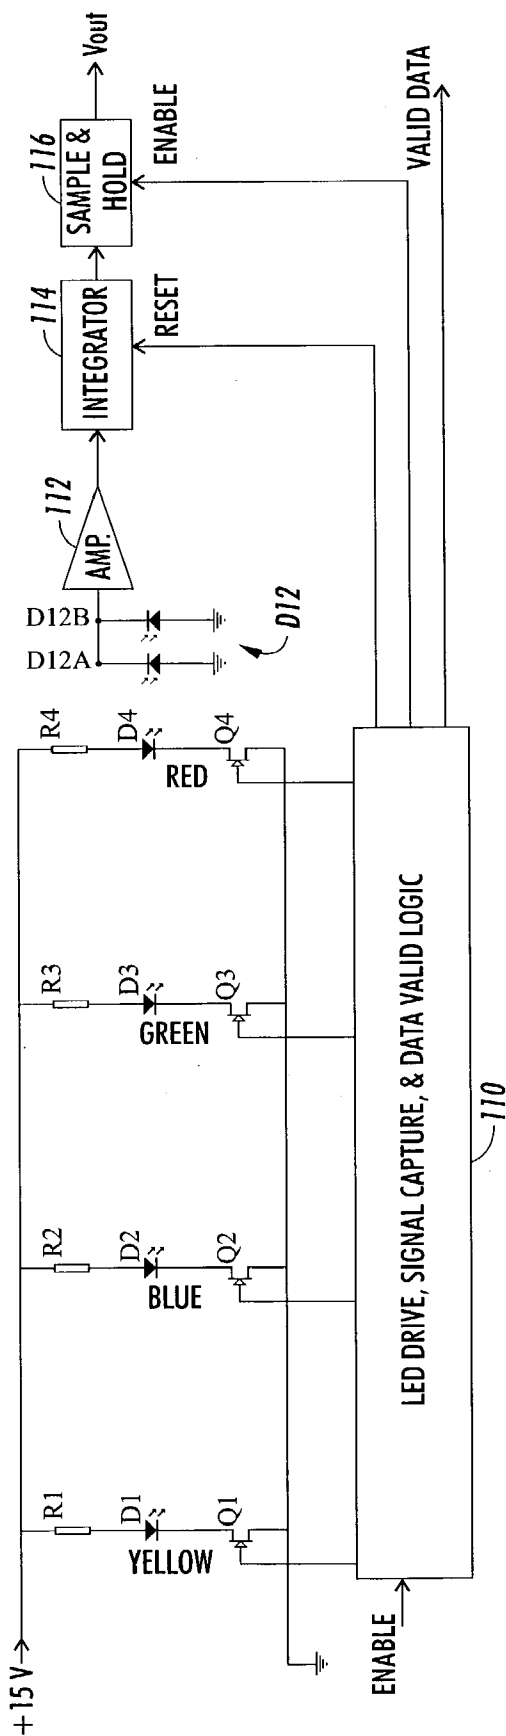 +15 V
R1
R2
R3
R4
D1
D2
D3
D4
YELLOW
BLUE
GREEN
RED
Q1
Q2
Q3
Q4
D12A
D12B
D12
AMP.
112
INTEGRATOR
114
SAMPLE &
HOLD
116
Vout
RESET
ENABLE
ENABLE
LED DRIVE, SIGNAL CAPTURE, & DATA VALID LOGIC
110
VALID DATA